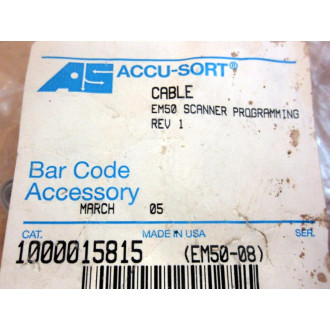 AS ACCU-SORT®
CABLE
EM50 SCANNER PROGRAMMING
REV 1
Bar Code
Accessory
MARCH 05
CAT. MADE IN USA SER.
1000015815 (EM50-08)